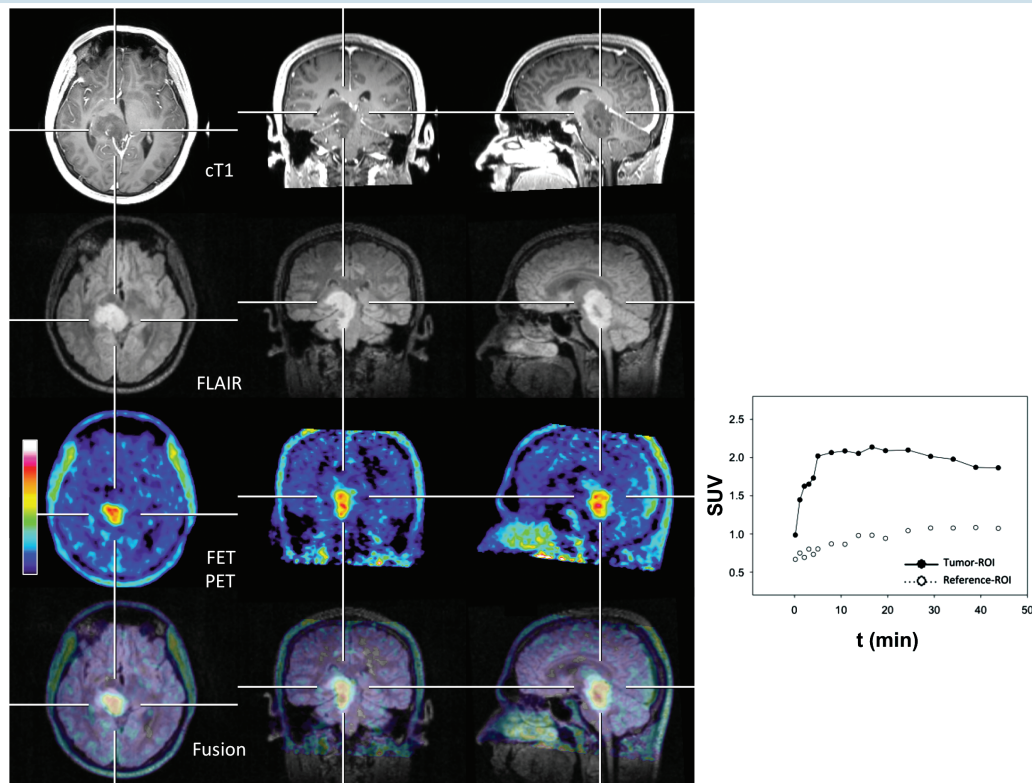 cT1
FLAIR
FET
PET
Fusion
SUV
2.5
2.0
1.5
1.0
0.5
Tumor-ROI
Reference-ROI
0
10
20
30
40
50
t (min)